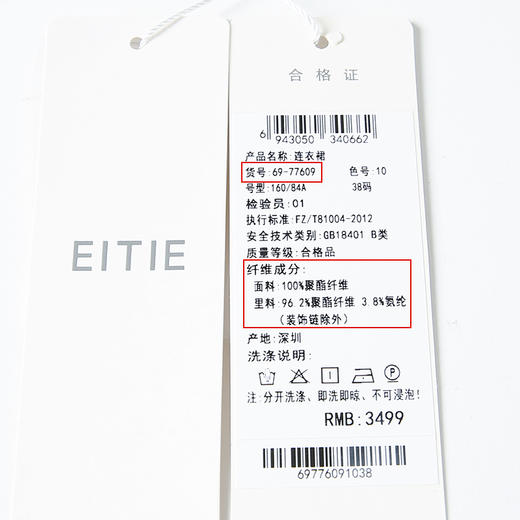 EITIE
合格证
6 943050 340662
产品名称:连衣裙
货号:69-77609 色号:10
号型:160/84A 38码
检验员:01
执行标准:FZ/T81004-2012
安全技术类别:GB18401 B类
质量等级:合格品
纤维成分:
面料:100%聚酯纤维
里料:96.2%聚酯纤维 3.8%氨纶
(装饰链除外)
产地:深圳
洗涤说明:
P
注:分开洗涤、即洗即晾、不可浸泡!
RMB:3499
69776091038